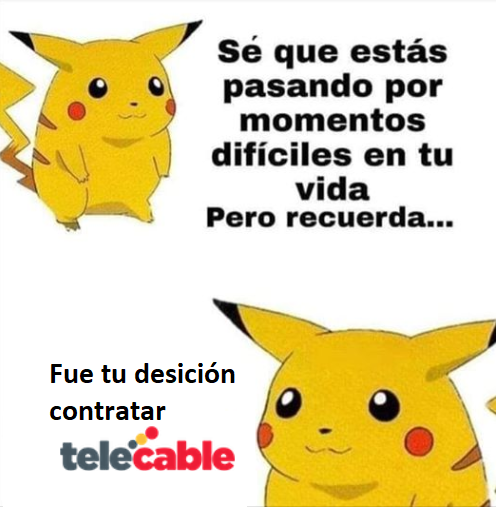 Sé que estás
pasando por
momentos
difíciles en tu
vida
Pero recuerda...
Fue tu desición
contratar
telecable